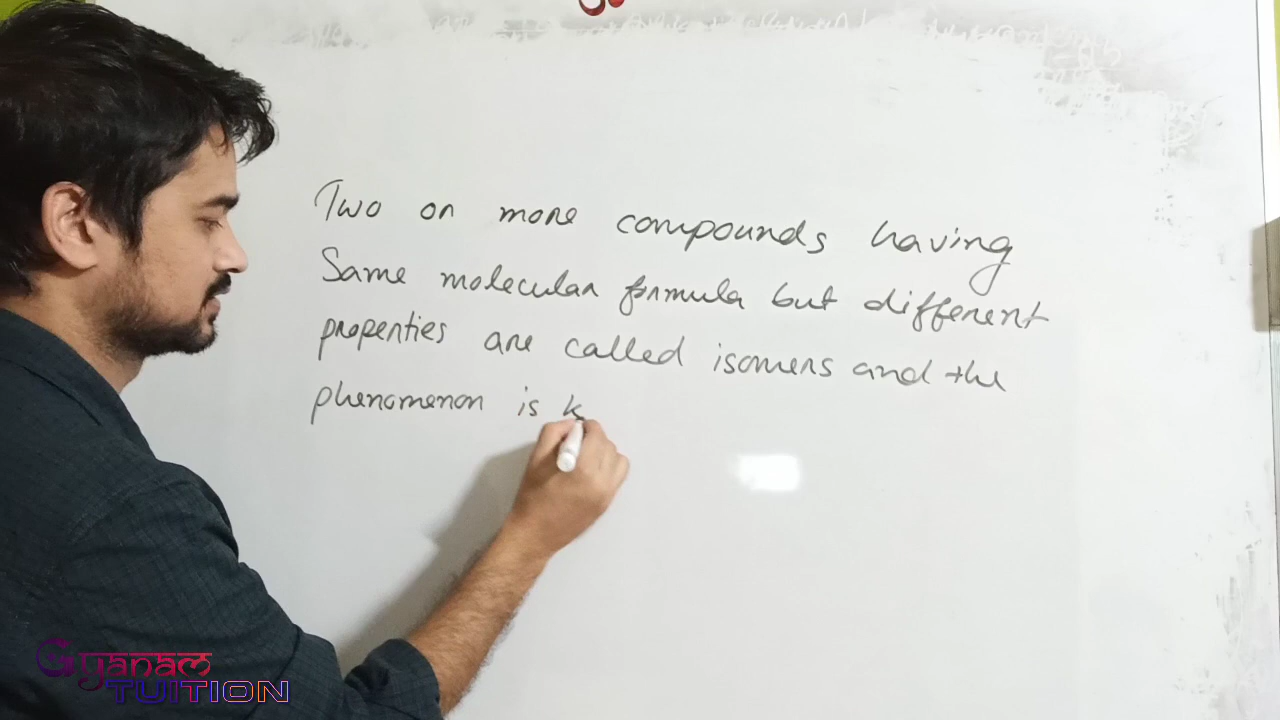 Two or more compounds having
Same molecular formula but different
properties are called isomers and the
phenomenon is k
Gyanam
TUITION